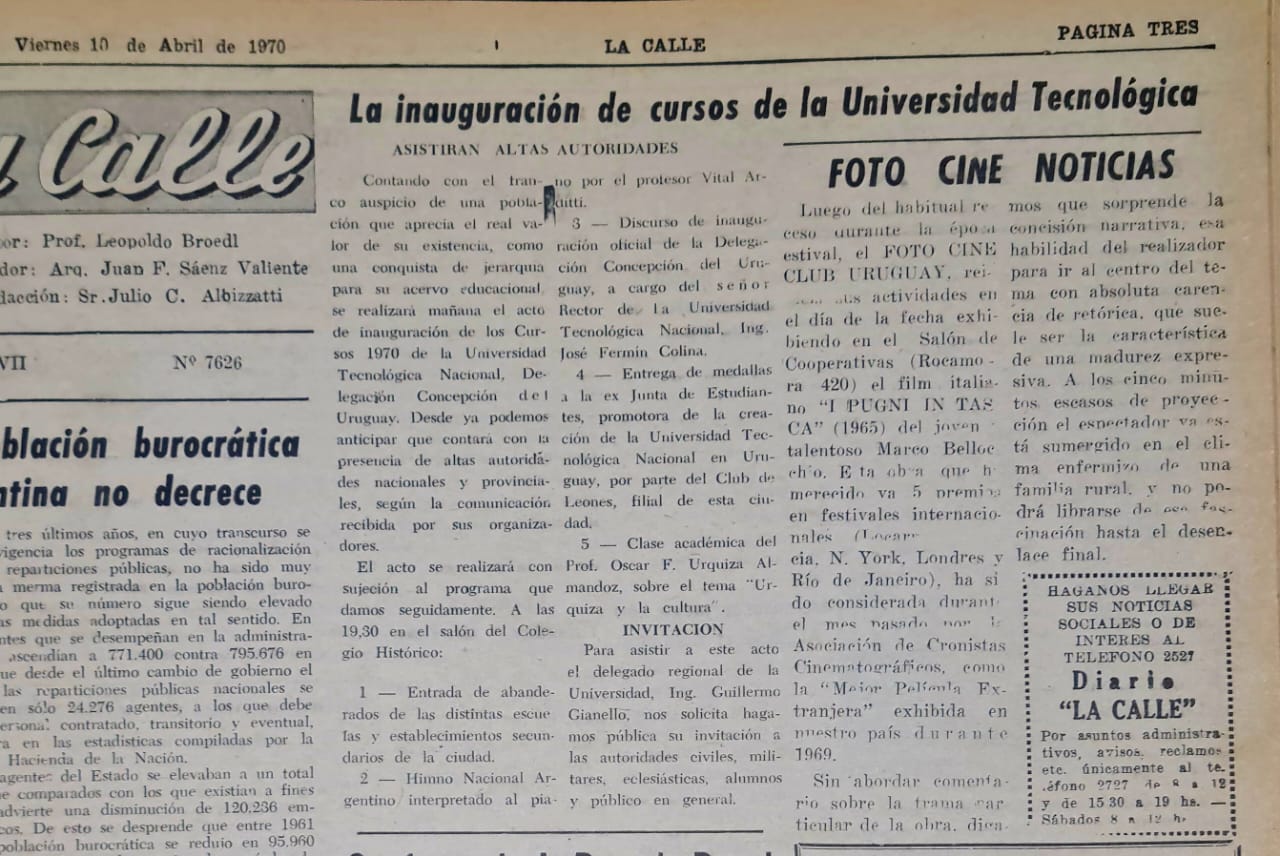 Viernes 10 de Abril de 1970
LA CALLE
PAGINA TRES
Calle
or: Prof. Leopoldo Broedl
dor: Arq. Juan F. Sáenz Valiente
dacción: Sr. Julio C. Albizzatti
VII Nº 7626
blación burocrática
ntina no decrece
tres últimos años, en cuyo transcurso se
vigencia los programas de racionalización
reparticiones públicas, no ha sido muy
merma registrada en la población buro-
o que su número sigue siendo elevado
as medidas adoptadas en tal sentido. En
ntes que se desempeñan en la administra-
ascendían a 771.400 contra 795.676 en
ue desde el último cambio de gobierno el
las reparticiones públicas nacionales se
en sólo 24.276 agentes, a los que debe
ersonal contratado, transitorio y eventual,
ra en las estadísticas compiladas por la
Hacienda de la Nación.
agentes del Estado se elevaban a un total
e comparados con los que existían a fines
advierte una disminución de 120.236 em-
cos. De esto se desprende que entre 1961
población burocrática se redujo en 95.960
La inauguración de cursos de la Universidad Tecnológica
ASISTIRAN ALTAS AUTORIDADES
Contando con el tran-
co auspicio de una pobla-
ción que aprecia el real va-
lor de su existencia, como
una conquista de jerarquia
para su acervo educacional
se realizará mañana el acto
de inauguración de los Cur-
sos 1970 de la Universidad
Tecnológica Nacional, De-
legación Concepción del
Uruguay. Desde ya podemos
anticipar que contará con la
presencia de altas autorida-
des nacionales y provincia-
les, según la comunicación
recibida por sus organiza-
dores.
El acto se realizará con
sujeción al programa que
damos seguidamente. A las
19,30 en el salón del Cole-
gio Histórico:
1 — Entrada de abande-
rados de las distintas escue
las y establecimientos secun-
darios de la ciudad.
2 — Himno Nacional Ar-
gentino interpretado al pia-
no por el profesor Vital Ar-
duitti.
3 — Discurso de inaugu-
ración oficial de la Delega-
ción Concepción del Uru-
guay, a cargo del señor
Rector de La Universidad
Tecnológica Nacional, Ing.
José Fermín Colina.
4 — Entrega de medallas
a la ex Junta de Estudian-
tes, promotora de la crea-
ción de la Universidad Tec-
nológica Nacional en Uru-
guay, por parte del Club de
Leones, filial de esta ciu-
dad.
5 — Clase académica del
Prof. Oscar F. Urquiza Al-
mandoz, sobre el tema "Ur-
quiza y la cultura".
INVITACION
Para asistir a este acto
el delegado regional de la
Universidad, Ing. Guillermo
Gianello, nos solicita haga-
mos pública su invitación a
las autoridades civiles, mili-
tares, eclesiásticas, alumnos
y público en general.
FOTO CINE NOTICIAS
Luego del habitual re
ceso durante la época
estival, el FOTO CINE
CLUB URUGUAY, rei-
sus actividades en
el día de la fecha exhi-
biendo en el Salón de
Cooperativas (Rocamo-
ra 420) el film italia-
no "I PUGNI IN TAS
CA" (1965) del joven
talentoso Marco Belloc
chio. Esta obra que h
merecido ya 5 premios
en festivales internacio-
nales
cia, N. York, Londres y
Río de Janeiro), ha si
do considerada durante
el mes pasado por la
Asociación de Cronistas
Cinematográficos, como
la "Mejor Película Ex-
tranjera" exhibida en
nuestro país durante
1969.
Sin abordar comenta-
rio sobre la trama par
ticular de la obra, diga-
mos que sorprende la
concisión narrativa, esa
habilidad del realizador
para ir al centro del te-
ma con absoluta caren-
cia de retórica, que sue-
le ser la característica
de una madurez expre-
siva. A los cinco minu-
tos escasos de proyec-
ción el espectador ya es-
tá sumergido en el cli-
ma enfermizo de una
familia rural, y no po-
drá librarse de esa fas-
cinación hasta el desen-
lace final.
HAGANOS LLEGAR
SUS NOTICIAS
SOCIALES O DE
INTERES AL
TELEFONO 2527
Diario
"LA CALLE"
Por asuntos administra-
tivos, avisos, reclamos
etc. únicamente al te-
léfono 2727 de 8 a 12
y de 15 30 a 19 hs. —
Sábados 8 a 12 h.